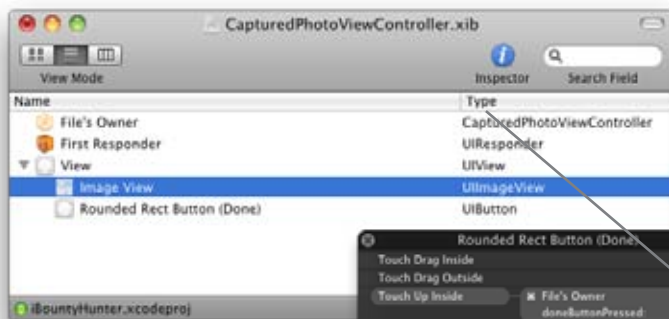 CapturedPhotoViewController.xib
View Mode
Inspector
Search Field
Name Type
File's Owner CapturedPhotoViewController
First Responder UIResponder
View UIView
Image View UIImageView
Rounded Rect Button (Done) UIButton
Rounded Rect Button (Done)
Touch Drag Inside
Touch Drag Outside
Touch Up Inside File's Owner
doneButtonPressed:
iBountyHunter.xcodeproj